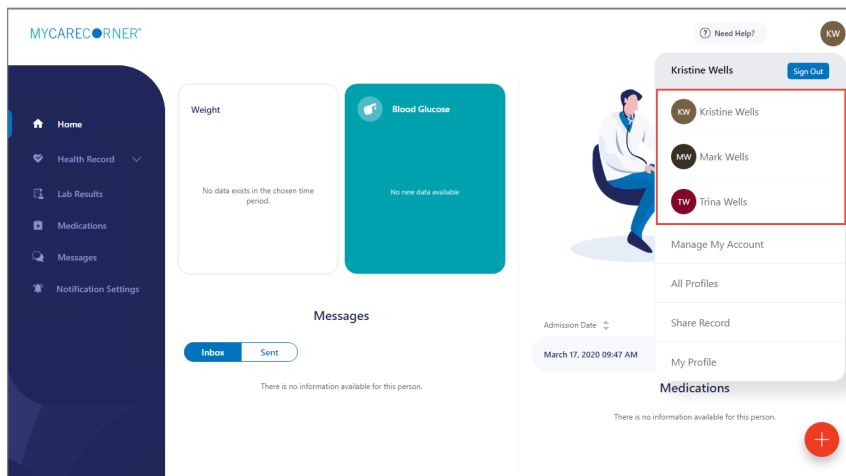 MYCARECORNER™
Need Help?
KW
Kristine Wells
Sign Out
KW Kristine Wells
MW Mark Wells
TW Trina Wells
Manage My Account
All Profiles
Share Record
My Profile
Home
Health Record
Lab Results
Medications
Messages
Notification Settings
Weight
No data exists in the chosen time
period.
Blood Glucose
No new data available
Messages
Inbox
Sent
There is no information available for this person.
Admission Date
March 17, 2020 09:47 AM
Medications
There is no information available for this person.